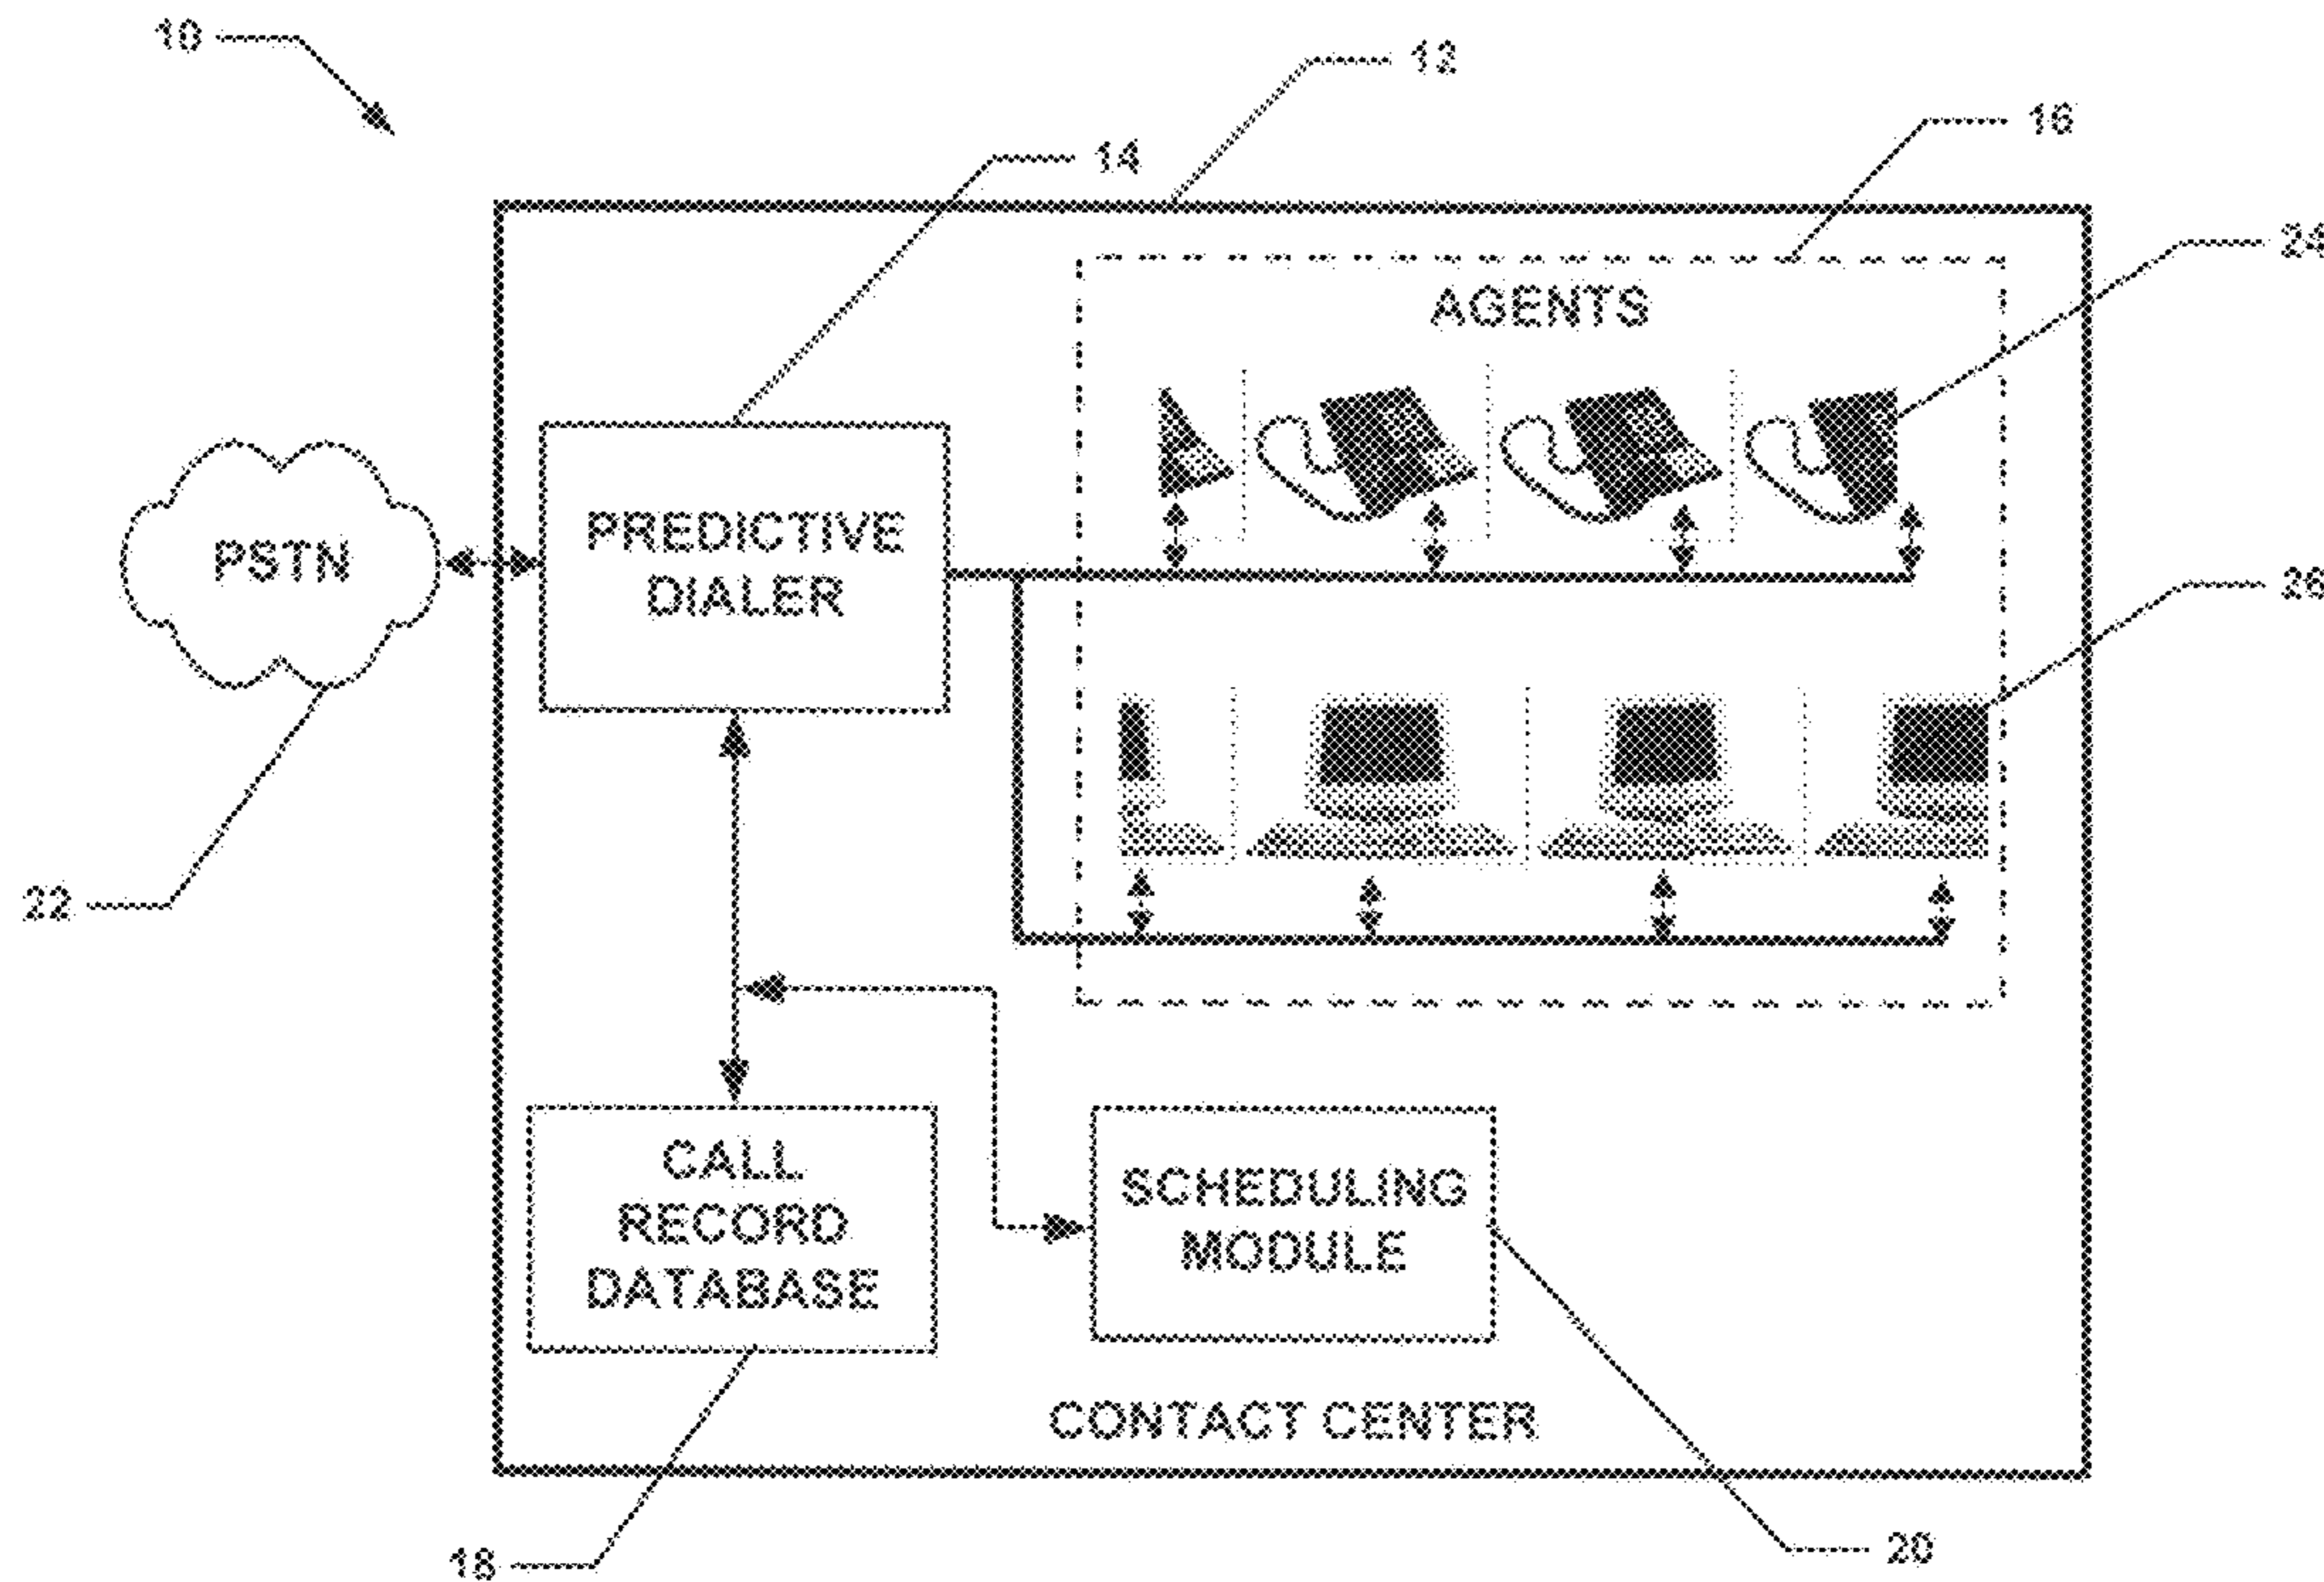 10
12
14
16
24
AGENTS
PREDICTIVE
DIALER
PSTN
26
22
CALL
RECORD
DATABASE
SCHEDULING
MODULE
CONTACT CENTER
18
20